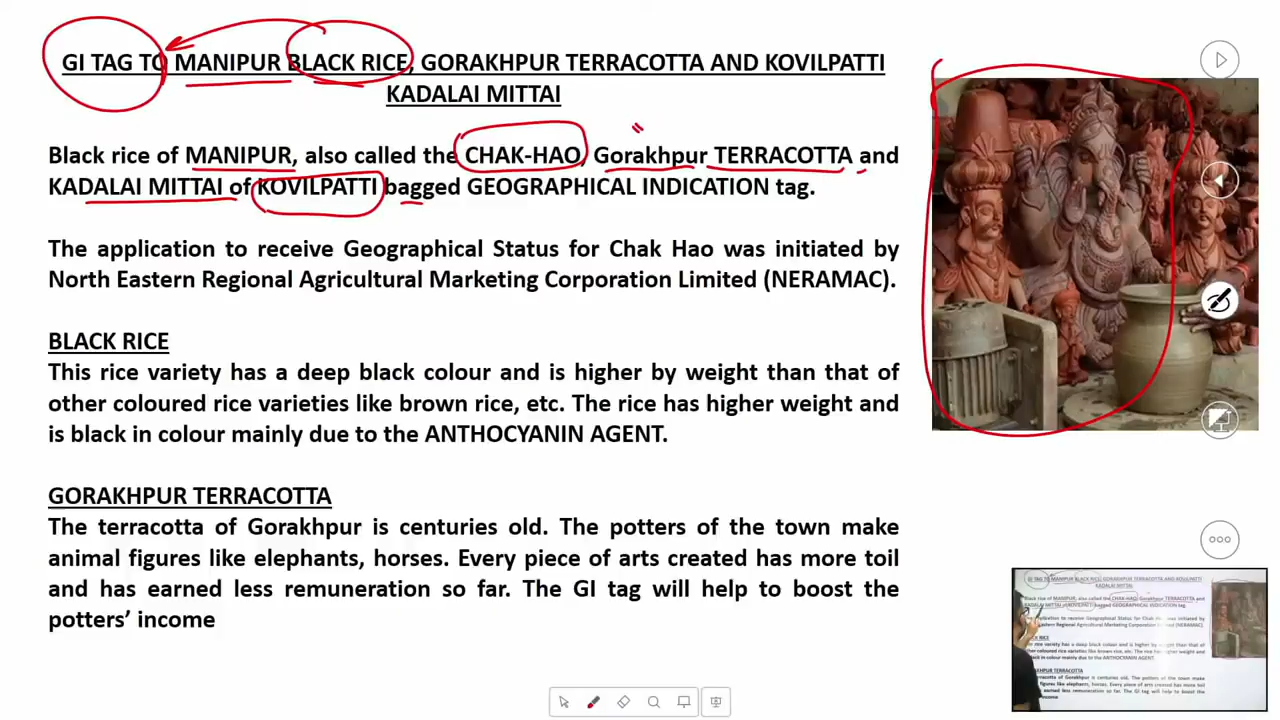 GI TAG TO MANIPUR BLACK RICE, GORAKHPUR TERRACOTTA AND KOVILPATTI
KADALAI MITTAI
Black rice of MANIPUR, also called the CHAK-HAO, Gorakhpur TERRACOTTA and
KADALAI MITTAI of KOVILPATTI bagged GEOGRAPHICAL INDICATION tag.
The application to receive Geographical Status for Chak Hao was initiated by
North Eastern Regional Agricultural Marketing Corporation Limited (NERAMAC).
BLACK RICE
This rice variety has a deep black colour and is higher by weight than that of
other coloured rice varieties like brown rice, etc. The rice has higher weight and
is black in colour mainly due to the ANTHOCYANIN AGENT.
GORAKHPUR TERRACOTTA
The terracotta of Gorakhpur is centuries old. The potters of the town make
animal figures like elephants, horses. Every piece of arts created has more toil
and has earned less remuneration so far. The GI tag will help to boost the
potters’ income